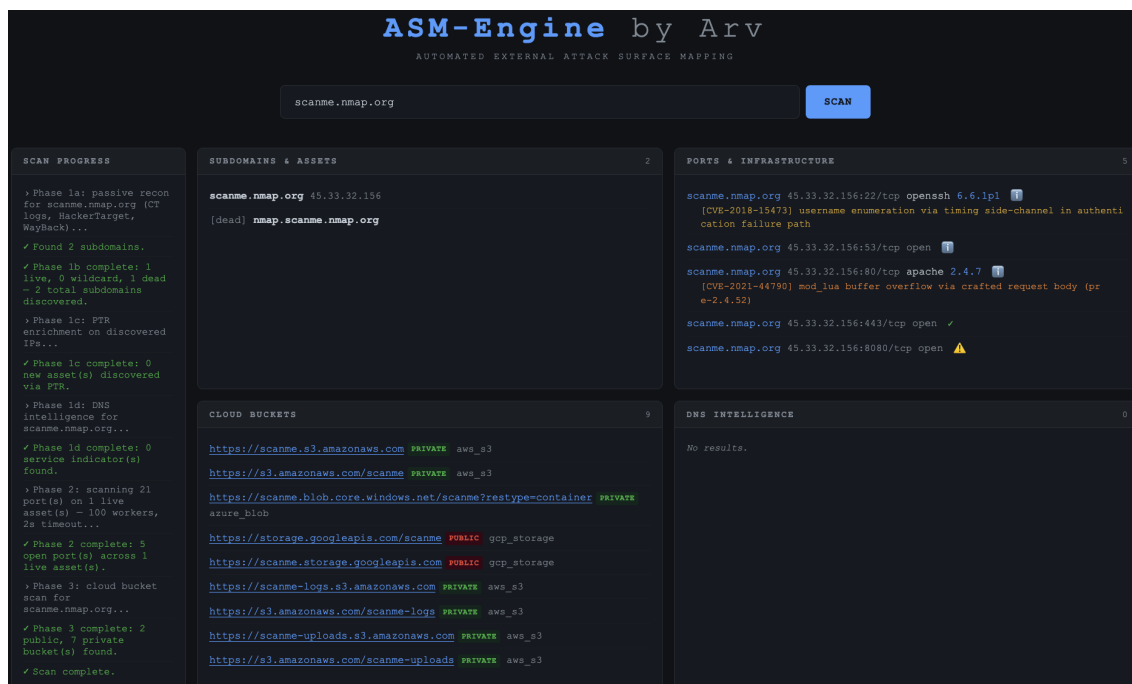 ASM-Engine by Arv
AUTOMATED EXTERNAL ATTACK SURFACE MAPPING
scanme.nmap.org
SCAN
SCAN PROGRESS
› Phase 1a: passive recon
for scanme.nmap.org (CT
logs, HackerTarget,
WayBack)...
✓ Found 2 subdomains.
✓ Phase 1b complete: 1
live, 0 wildcard, 1 dead
— 2 total subdomains
discovered.
› Phase 1c: PTR
enrichment on discovered
IPs...
✓ Phase 1c complete: 0
new asset(s) discovered
via PTR.
› Phase 1d: DNS
intelligence for
scanme.nmap.org...
✓ Phase 1d complete: 0
service indicator(s)
found.
› Phase 2: scanning 21
port(s) on 1 live
asset(s) — 100 workers,
2s timeout...
✓ Phase 2 complete: 5
open port(s) across 1
live asset(s).
› Phase 3: cloud bucket
scan for
scanme.nmap.org...
✓ Phase 3 complete: 2
public, 7 private
bucket(s) found.
✓ Scan complete.
SUBDOMAINS & ASSETS 2
scanme.nmap.org 45.33.32.156
[dead] nmap.scanme.nmap.org
PORTS & INFRASTRUCTURE 5
scanme.nmap.org 45.33.32.156:22/tcp openssh 6.6.1p1 ℹ️
[CVE-2018-15473] username enumeration via timing side-channel in authenti
cation failure path
scanme.nmap.org 45.33.32.156:53/tcp open ℹ️
scanme.nmap.org 45.33.32.156:80/tcp apache 2.4.7 ℹ️
[CVE-2021-44790] mod_lua buffer overflow via crafted request body (pr
e-2.4.52)
scanme.nmap.org 45.33.32.156:443/tcp open ✓
scanme.nmap.org 45.33.32.156:8080/tcp open ⚠️
CLOUD BUCKETS 9
https://scanme.s3.amazonaws.com PRIVATE aws_s3
https://s3.amazonaws.com/scanme PRIVATE aws_s3
https://scanme.blob.core.windows.net/scanme?restype=container PRIVATE
azure_blob
https://storage.googleapis.com/scanme PUBLIC gcp_storage
https://scanme.storage.googleapis.com PUBLIC gcp_storage
https://scanme-logs.s3.amazonaws.com PRIVATE aws_s3
https://s3.amazonaws.com/scanme-logs PRIVATE aws_s3
https://scanme-uploads.s3.amazonaws.com PRIVATE aws_s3
https://s3.amazonaws.com/scanme-uploads PRIVATE aws_s3
DNS INTELLIGENCE 0
No results.